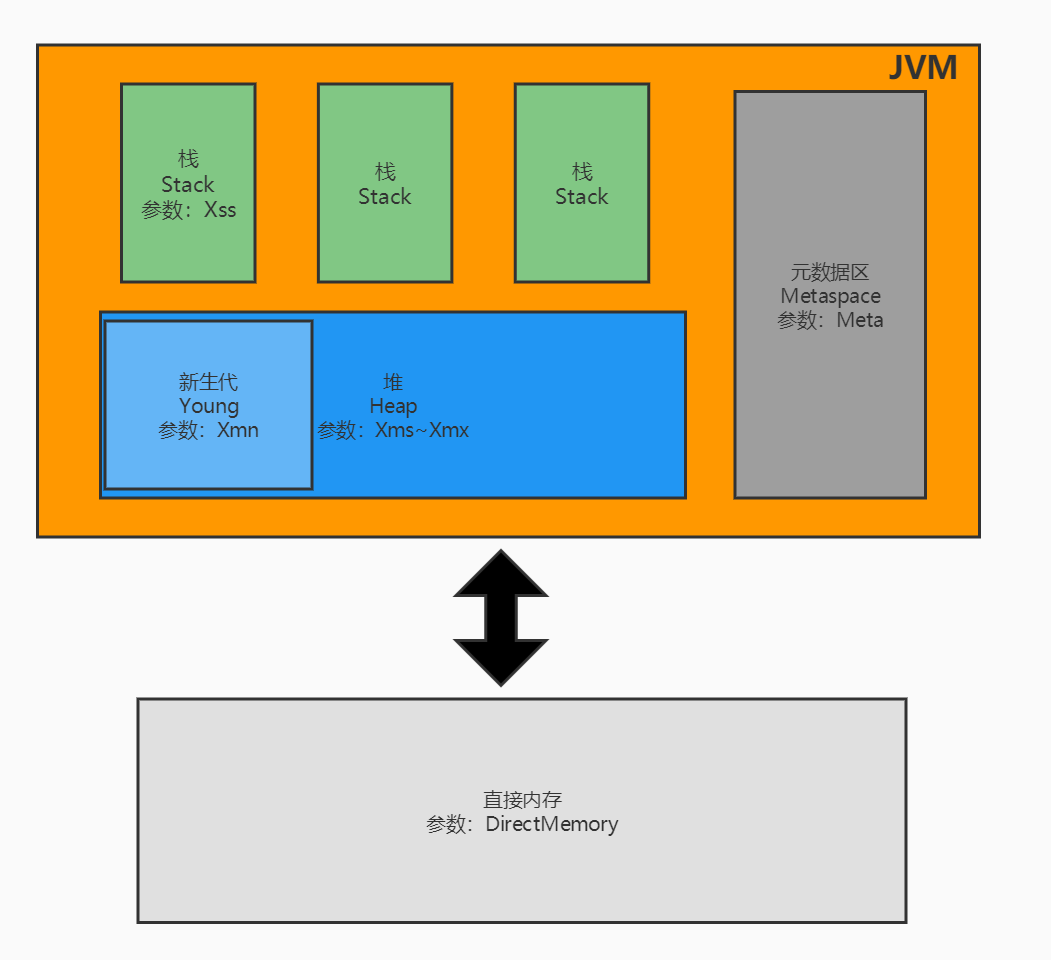 JVM
栈
Stack
参数：Xss
栈
Stack
栈
Stack
元数据区
Metaspace
参数：Meta
新生代
Young
参数：Xmn
堆
Heap
参数：Xms~Xmx
直接内存
参数：DirectMemory